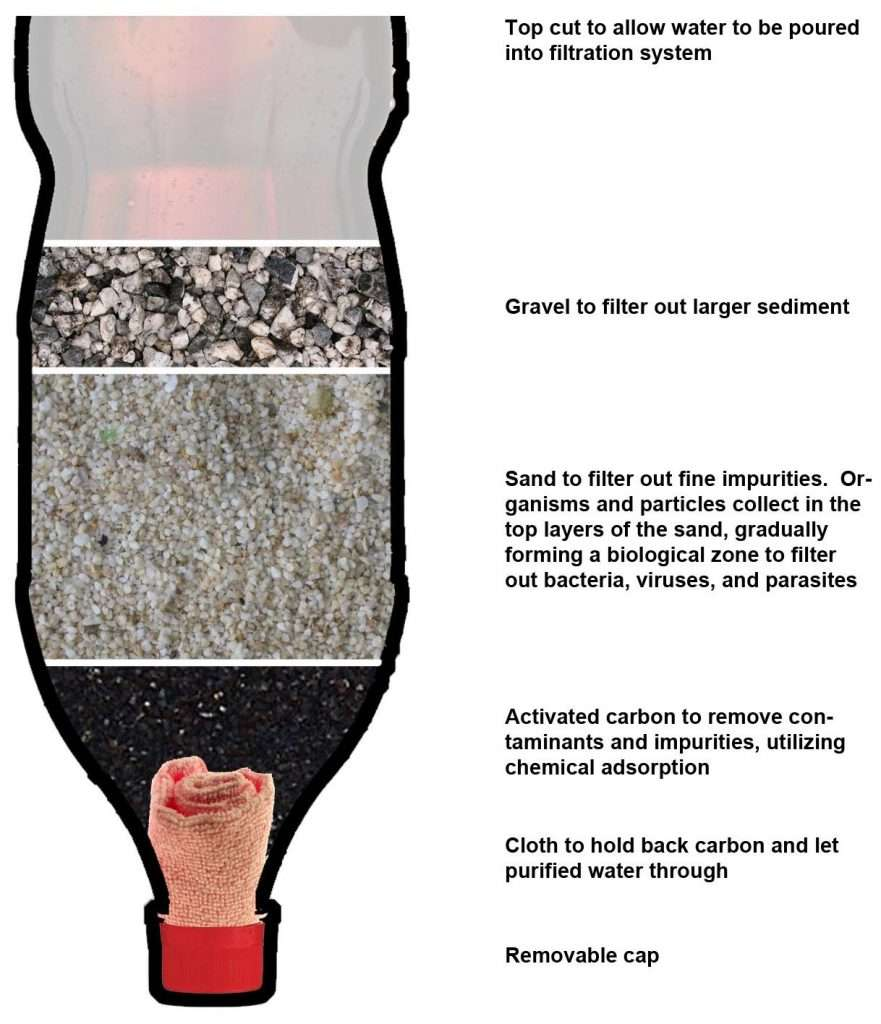 Top cut to allow water to be poured
into filtration system
Gravel to filter out larger sediment
Sand to filter out fine impurities.  Or-
ganisms and particles collect in the
top layers of the sand, gradually
forming a biological zone to filter
out bacteria, viruses, and parasites
Activated carbon to remove con-
taminants and impurities, utilizing
chemical adsorption
Cloth to hold back carbon and let
purified water through
Removable cap